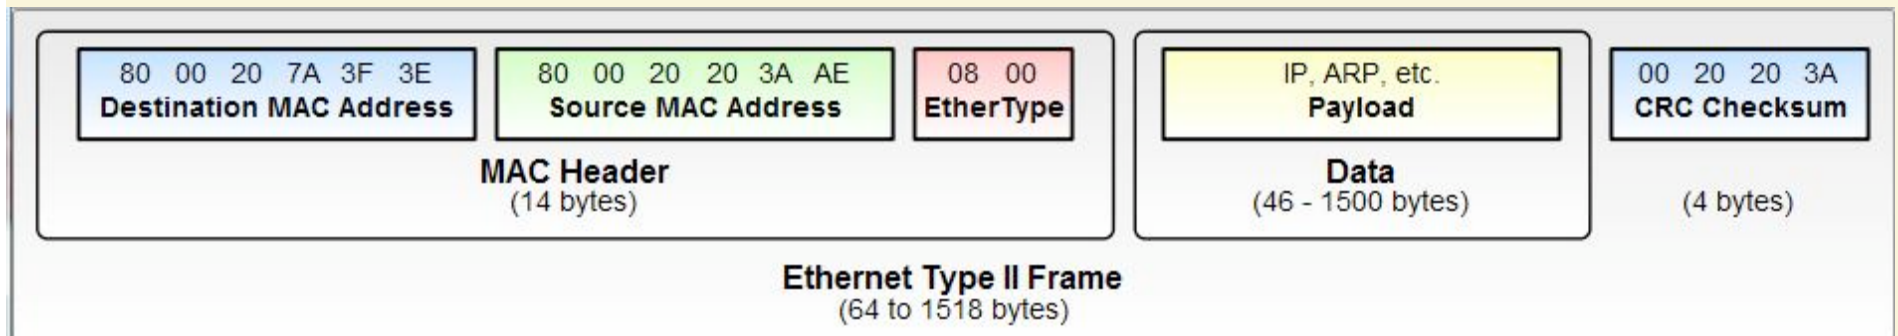 80 00 20 7A 3F 3E
Destination MAC Address
80 00 20 20 3A AE
Source MAC Address
08 00
EtherType
MAC Header
(14 bytes)
IP, ARP, etc.
Payload
Data
(46 - 1500 bytes)
00 20 20 3A
CRC Checksum
(4 bytes)
Ethernet Type II Frame
(64 to 1518 bytes)